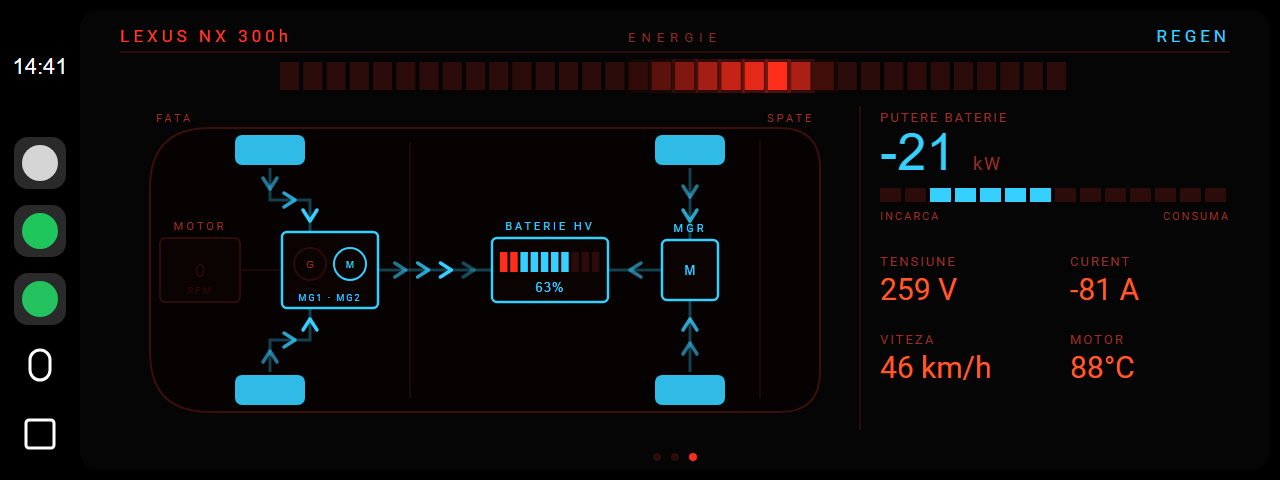 LEXUS NX 300h
ENERGIE
REGEN
14:41
FATA
SPATE
MOTOR
0
RPM
G
M
MG1 · MG2
BATERIE HV
63%
MGR
M
PUTERE BATERIE
-21 kW
INCARCA
CONSUMA
TENSIUNE
259 V
CURENT
-81 A
VITEZA
46 km/h
MOTOR
88°C